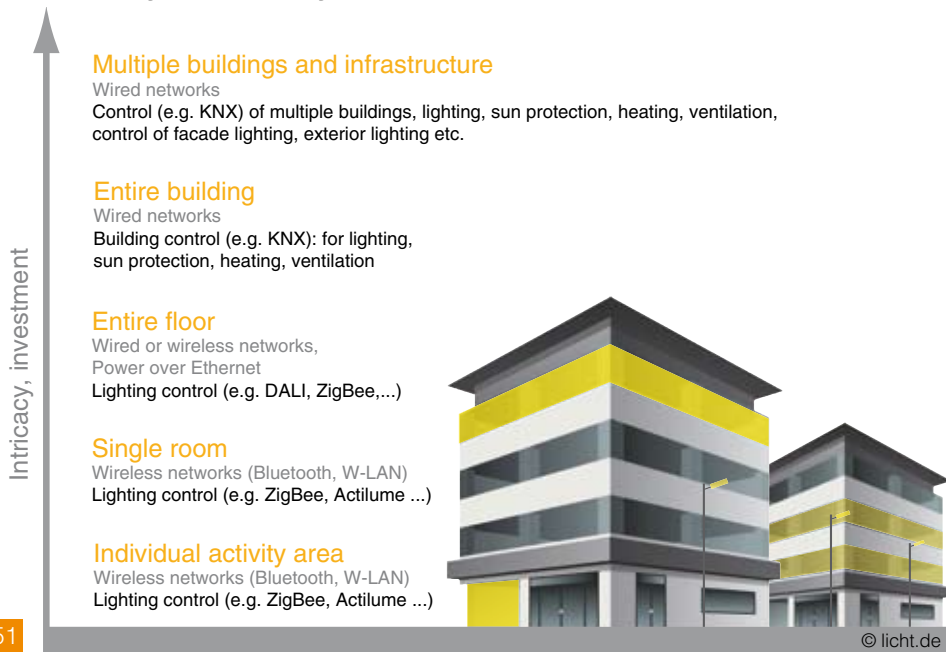 Multiple buildings and infrastructure
Wired networks
Control (e.g. KNX) of multiple buildings, lighting, sun protection, heating, ventilation,
control of facade lighting, exterior lighting etc.
Entire building
Wired networks
Building control (e.g. KNX): for lighting,
sun protection, heating, ventilation
Entire floor
Wired or wireless networks,
Power over Ethernet
Lighting control (e.g. DALI, ZigBee,...)
Single room
Wireless networks (Bluetooth, W-LAN)
Lighting control (e.g. ZigBee, Actilume ...)
Individual activity area
Wireless networks (Bluetooth, W-LAN)
Lighting control (e.g. ZigBee, Actilume ...)
Intricacy, investment
51
© licht.de